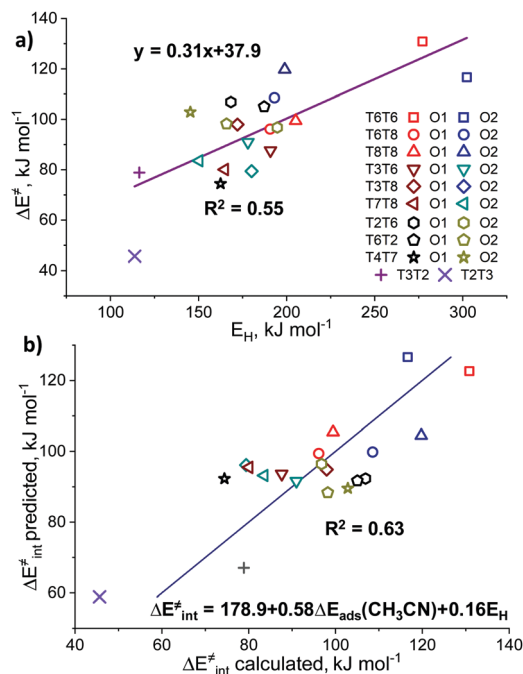 a)
y = 0.31x+37.9
R² = 0.55
ΔE≠, kJ mol⁻¹
140
120
100
80
60
40
T6T6 O1 O2
T6T8 O1 O2
T8T8 O1 O2
T3T6 O1 O2
T3T8 O1 O2
T7T8 O1 O2
T2T6 O1 O2
T6T2 O1 O2
T4T7 O1 O2
T3T2 T2T3
100 150 200 250 300
E_H, kJ mol⁻¹
b)
ΔE≠int predicted, kJ mol⁻¹
140
120
100
80
60
R² = 0.63
ΔE≠int = 178.9+0.58ΔEads(CH₃CN)+0.16E_H
40 60 80 100 120 140
ΔE≠int calculated, kJ mol⁻¹